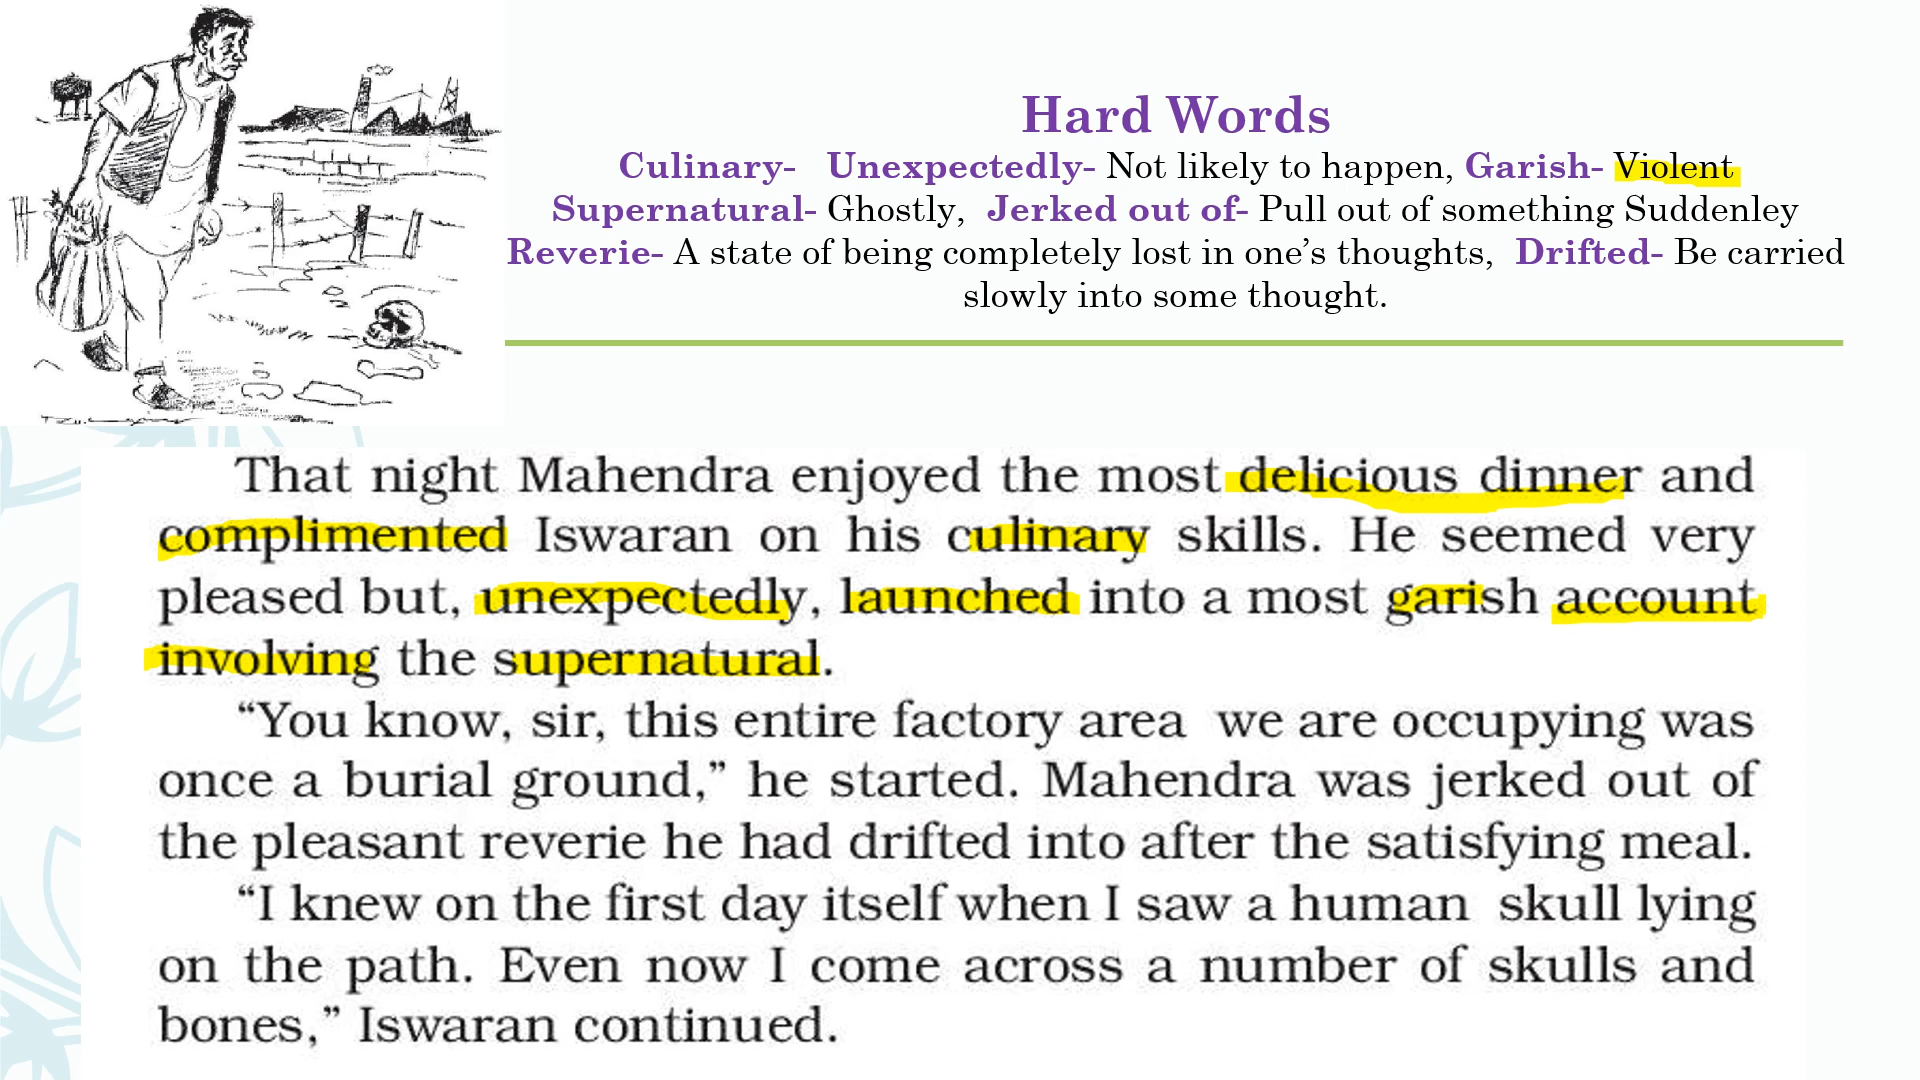 Hard Words
Culinary- Unexpectedly- Not likely to happen, Garish- Violent
Supernatural- Ghostly, Jerked out of- Pull out of something Suddenley
Reverie- A state of being completely lost in one’s thoughts, Drifted- Be carried
slowly into some thought.
That night Mahendra enjoyed the most delicious dinner and
complimented Iswaran on his culinary skills. He seemed very
pleased but, unexpectedly, launched into a most garish account
involving the supernatural.
“You know, sir, this entire factory area we are occupying was
once a burial ground,” he started. Mahendra was jerked out of
the pleasant reverie he had drifted into after the satisfying meal.
“I knew on the first day itself when I saw a human skull lying
on the path. Even now I come across a number of skulls and
bones,” Iswaran continued.